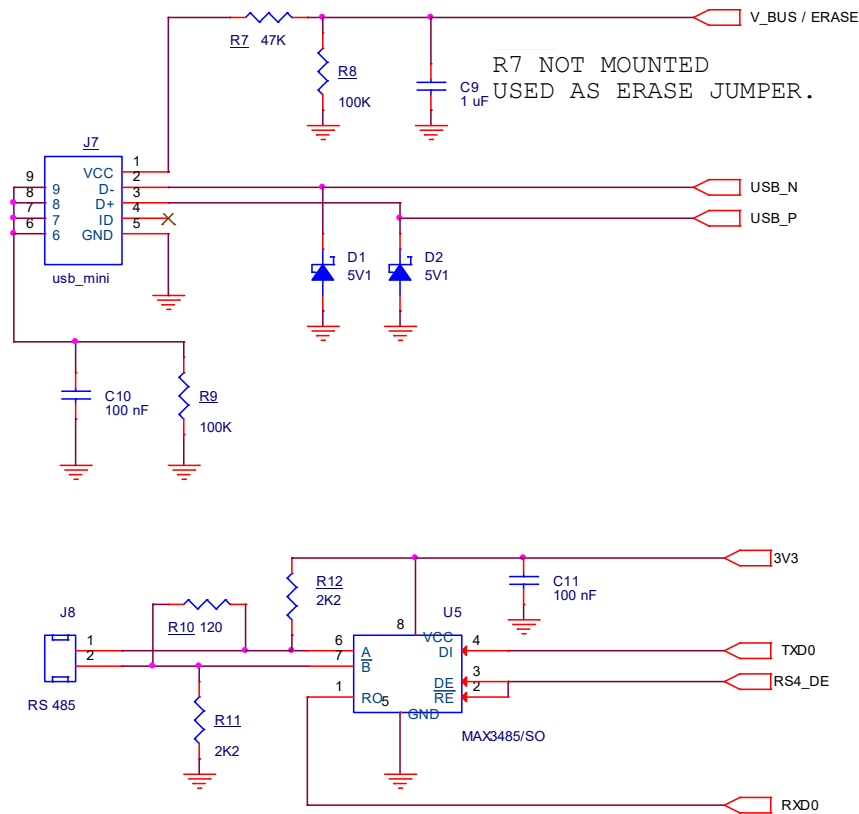 V_BUS / ERASE
R7 47K
R8
100K
C9
1 uF
R7 NOT MOUNTED
USED AS ERASE JUMPER.
J7
VCC 1
9 9 D- 2
8 8 D+ 3
7 7 ID 4
6 6 GND 5
usb_mini
USB_N
USB_P
D1
5V1
D2
5V1
C10
100 nF
R9
100K
3V3
R12
2K2
C11
100 nF
J8
1
2
RS 485
R10 120
R11
2K2
U5
8
VCC
6 A DI 4
7 B
1 RO DE 3
RE 2
5
GND
MAX3485/SO
TXD0
RS4_DE
RXD0